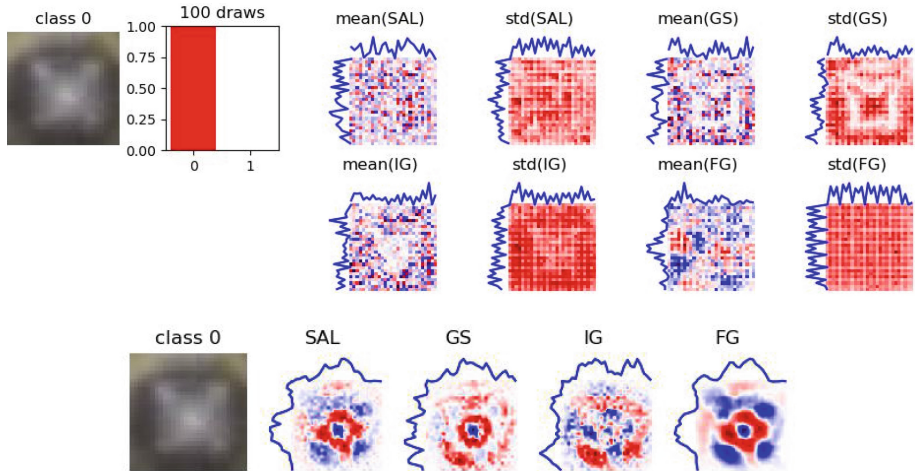 class 0
100 draws
mean(SAL)
std(SAL)
mean(GS)
std(GS)
1.00
0.75
0.50
0.25
0.00
0
1
mean(IG)
std(IG)
mean(FG)
std(FG)
class 0
SAL
GS
IG
FG